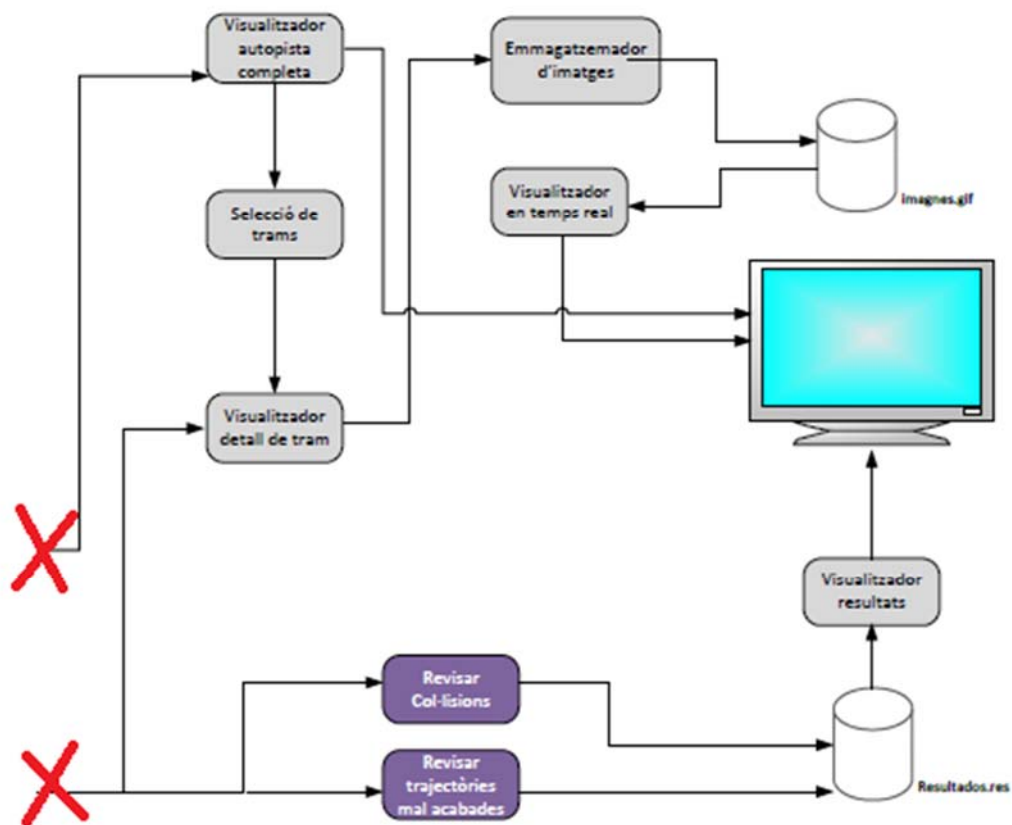 Visualitzador
autopista
completa
Emmagatzemador
d'imatges
Visualitzador
en temps real
imagnes.gif
Selecció de
trams
Visualitzador
detall de tram
Visualitzador
resultats
Revisar
Col·lisions
Revisar
trajectòries
mal acabades
Resultados.res